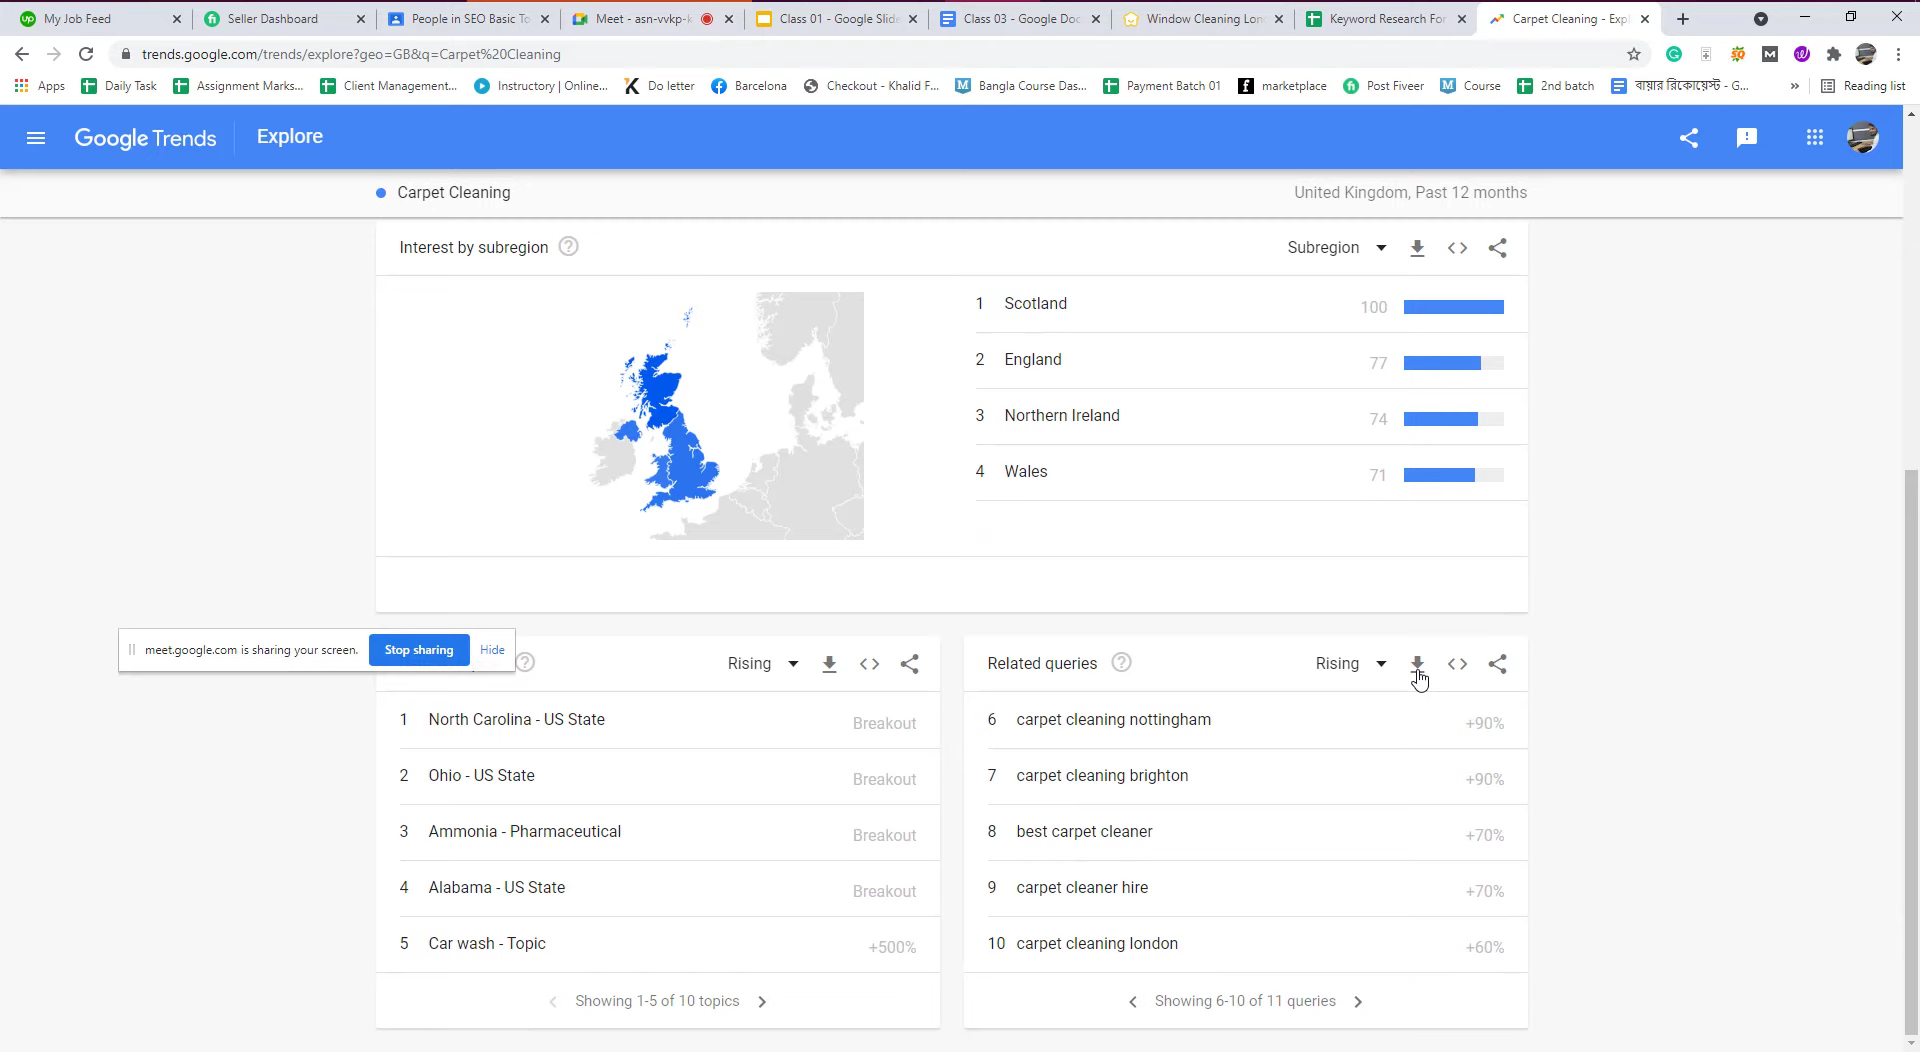 My Job Feed
Seller Dashboard
People in SEO Basic To
Meet - asn-vvkp-k
Class 01 - Google Slide
Class 03 - Google Doc
Window Cleaning Lon
Keyword Research For
Carpet Cleaning - Expl
trends.google.com/trends/explore?geo=GB&q=Carpet%20Cleaning
Apps
Daily Task
Assignment Marks...
Client Management...
Instructory | Online...
Do letter
Barcelona
Checkout - Khalid F...
Bangla Course Das...
Payment Batch 01
marketplace
Post Fiveer
Course
2nd batch
বায়ার রিকোয়েস্ট - G...
»
Reading list
Google Trends
Explore
Carpet Cleaning
United Kingdom, Past 12 months
Interest by subregion
Subregion
1 Scotland 100
2 England 77
3 Northern Ireland 74
4 Wales 71
meet.google.com is sharing your screen.
Stop sharing
Hide
Rising
1 North Carolina - US State Breakout
2 Ohio - US State Breakout
3 Ammonia - Pharmaceutical Breakout
4 Alabama - US State Breakout
5 Car wash - Topic +500%
Showing 1-5 of 10 topics
Related queries
Rising
6 carpet cleaning nottingham +90%
7 carpet cleaning brighton +90%
8 best carpet cleaner +70%
9 carpet cleaner hire +70%
10 carpet cleaning london +60%
Showing 6-10 of 11 queries